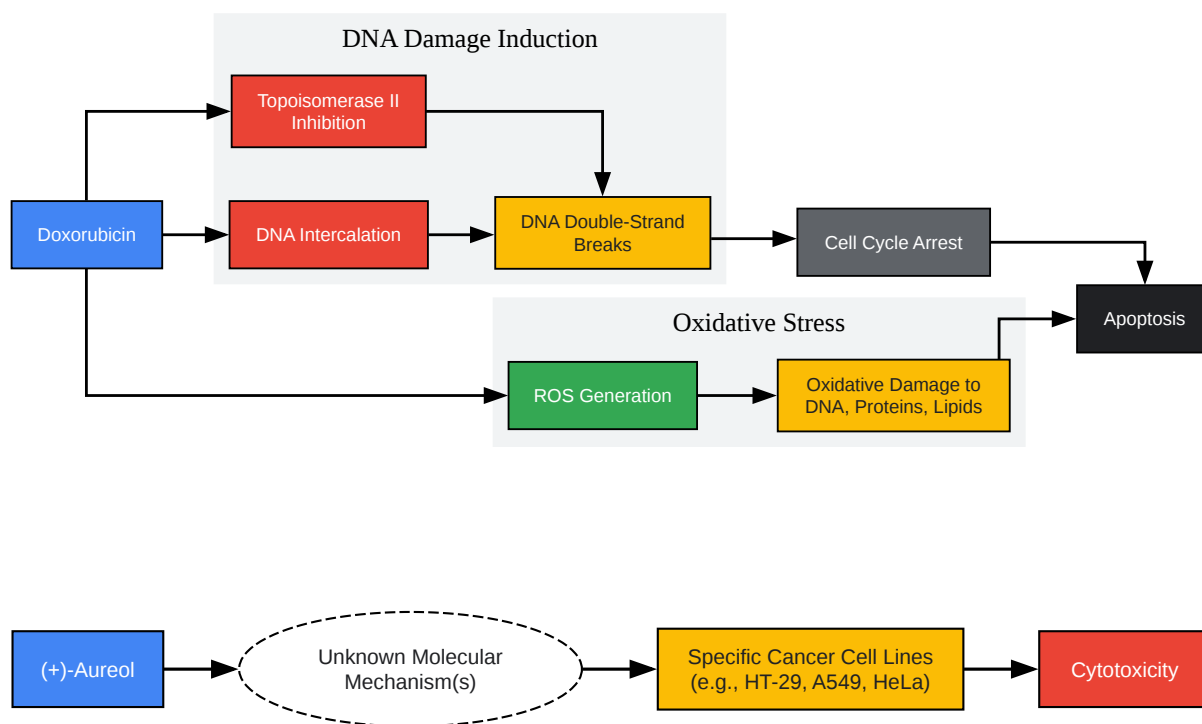 DNA Damage Induction
Topoisomerase II
Inhibition
Doxorubicin
DNA Intercalation
DNA Double-Strand
Breaks
Cell Cycle Arrest
Apoptosis
Oxidative Stress
ROS Generation
Oxidative Damage to
DNA, Proteins, Lipids
(+)-Aureol
Unknown Molecular
Mechanism(s)
Specific Cancer Cell Lines
(e.g., HT-29, A549, HeLa)
Cytotoxicity